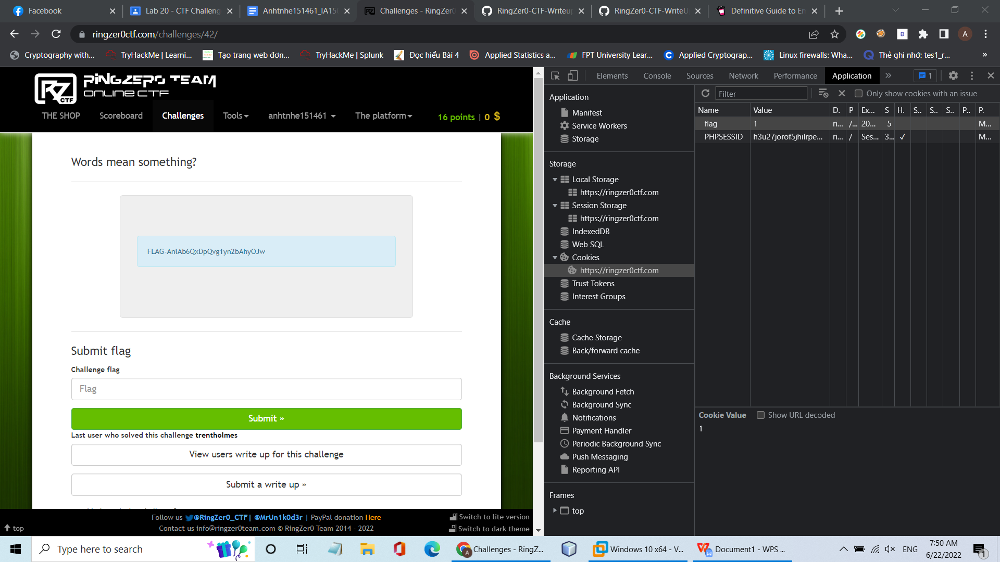 Facebook
Lab 20 - CTF Challeng
Anhtnhe151461_IA150
Challenges - RingZer0
RingZer0-CTF-Writeup
RingZer0-CTF-WriteU
Definitive Guide to En
ringzer0ctf.com/challenges/42/
B
A
Cryptography with...
TryHackMe | Learni...
Tạo trang web đơn...
TryHackMe | Splunk
Đọc hiểu Bài 4
Applied Statistics a...
FPT University Lear...
Applied Cryptograp...
Linux firewalls: Wha...
Thẻ ghi nhớ: tes1_r...
»
RZ CTF
RINGZER0 TEAM
ONLINE CTF
THE SHOP
Scoreboard
Challenges
Tools
anhtnhe151461
The platform
16 points | 0 $
Words mean something?
FLAG-AnlAb6QxDpQvg1yn2bAhyOJw
Submit flag
Challenge flag
Flag
Submit »
Last user who solved this challenge trentholmes
View users write up for this challenge
Submit a write up »
Follow us @RingZer0_CTF | @MrUn1k0d3r | PayPal donation Here
Contact us info@ringzer0team.com © RingZer0 Team 2014 - 2022
Switch to lite version
Switch to dark theme
top
Elements
Console
Sources
Network
Performance
Application
»
1
Application
Manifest
Service Workers
Storage
Storage
Local Storage
https://ringzer0ctf.com
Session Storage
https://ringzer0ctf.com
IndexedDB
Web SQL
Cookies
https://ringzer0ctf.com
Trust Tokens
Interest Groups
Cache
Cache Storage
Back/forward cache
Background Services
Background Fetch
Background Sync
Notifications
Payment Handler
Periodic Background Sync
Push Messaging
Reporting API
Frames
top
Filter
Only show cookies with an issue
Name Value D. P Ex... S H. S.. S.. S.. P.. P.
flag 1 ri... /... 20... 5 M...
PHPSESSID h3u27jorof5jhilrpe... ri... / Ses... 3... ✓ M...
Cookie Value
Show URL decoded
1
Type here to search
Challenges - RingZ...
Windows 10 x64 - V...
Document1 - WPS ...
ENG
7:50 AM
6/22/2022
1